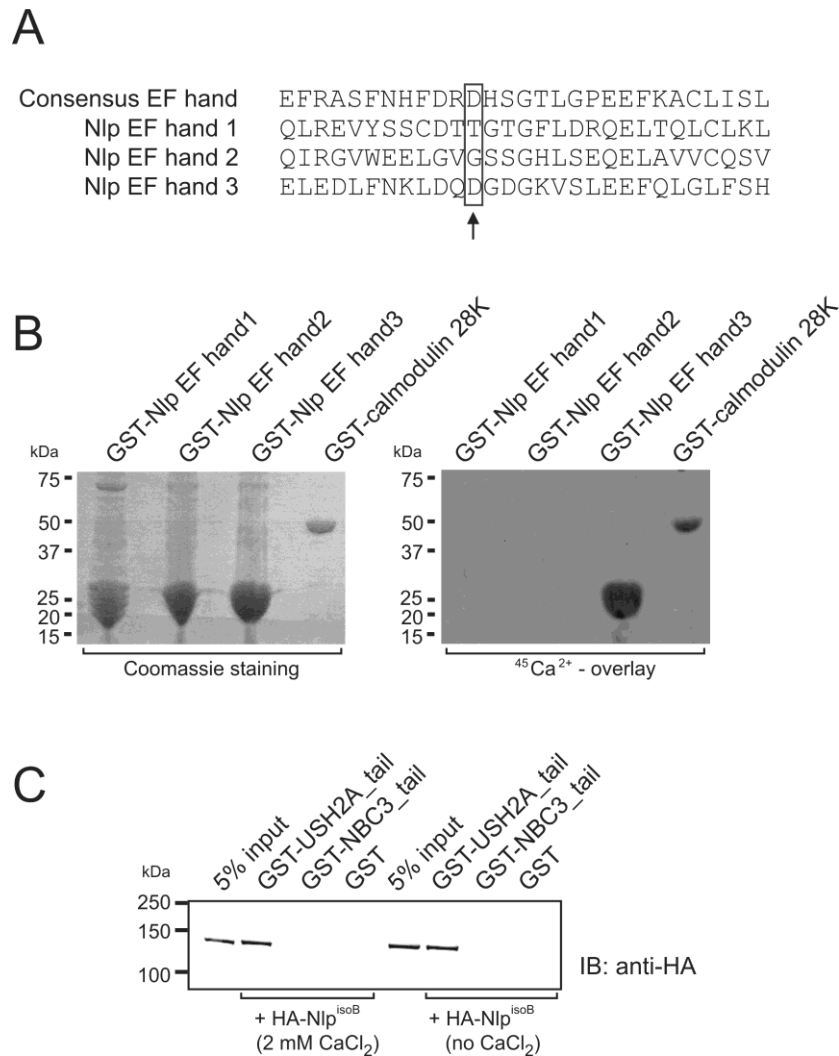 A
Consensus EF hand EFRASFNHFDRDHSGTLGPEEFKACLISL
Nlp EF hand 1 QLREVYSSCDTTGTGFLDRQELTQLCLKL
Nlp EF hand 2 QIRGVWEELGVGSSGHLSEQELAVVCQSV
Nlp EF hand 3 ELEDLFNKLDQDGDGKVSLEEFQLGLFSH
B
GST-Nlp EF hand1
GST-Nlp EF hand2
GST-Nlp EF hand3
GST-calmodulin 28K
kDa
75
50
37
25
20
15
Coomassie staining
GST-Nlp EF hand1
GST-Nlp EF hand2
GST-Nlp EF hand3
GST-calmodulin 28K
kDa
75
50
37
25
20
15
⁴⁵Ca²⁺ - overlay
C
5% input
GST-USH2A_tail
GST-NBC3_tail
GST
5% input
GST-USH2A_tail
GST-NBC3_tail
GST
kDa
250
150
100
IB: anti-HA
+ HA-Nlpⁱˢᵒᴮ
(2 mM CaCl₂)
+ HA-Nlpⁱˢᵒᴮ
(no CaCl₂)